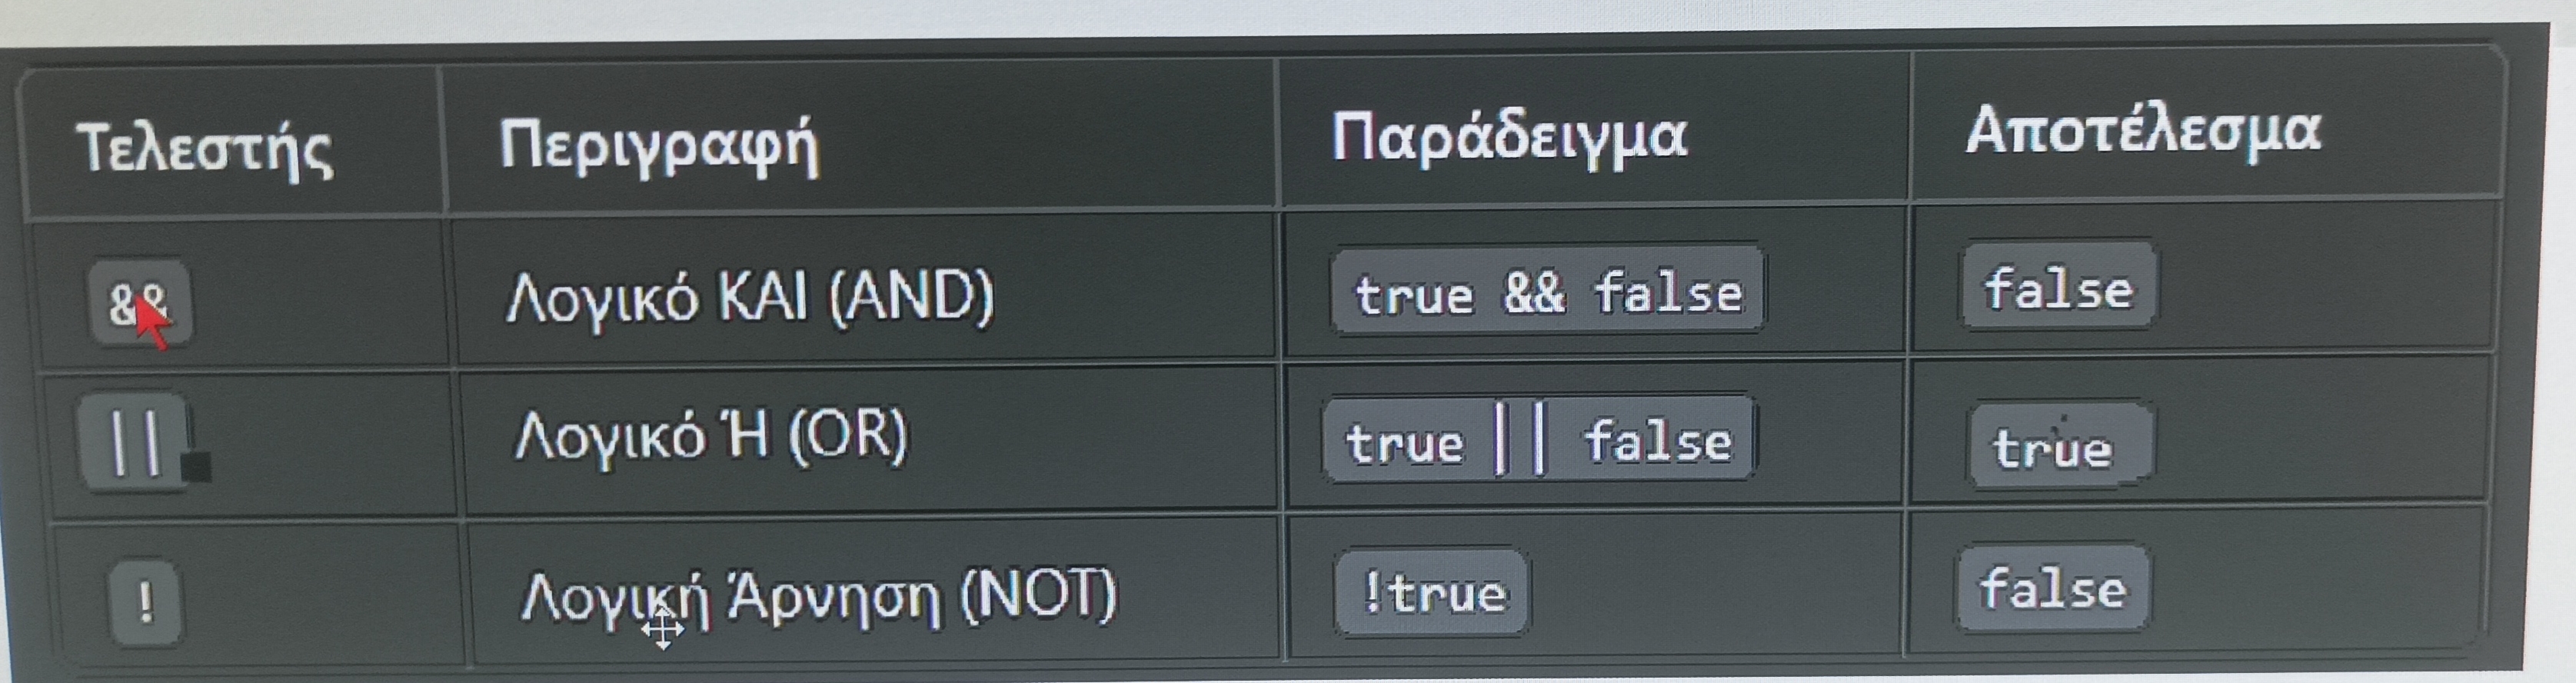 Τελεστής Περιγραφή Παράδειγμα Αποτέλεσμα
&& Λογικό ΚΑΙ (AND) true && false false
|| Λογικό Ή (OR) true || false true
! Λογική Άρνηση (NOT) !true false